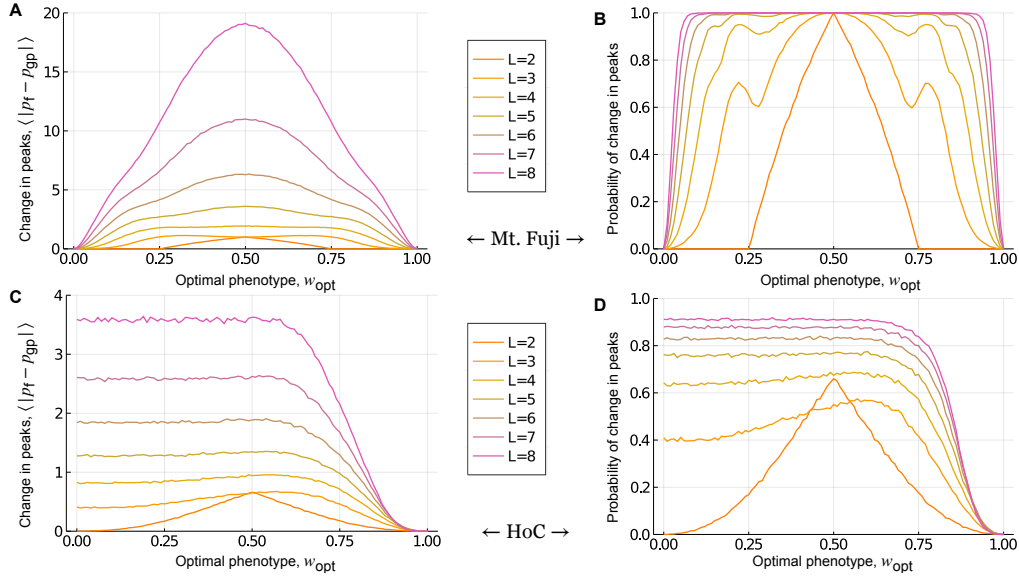 A
Change in peaks, ⟨ |p_f − p_gp| ⟩
20
15
10
5
0
0.00
0.25
0.50
0.75
1.00
Optimal phenotype, w_opt
L=2
L=3
L=4
L=5
L=6
L=7
L=8
← Mt. Fuji →
B
Probability of change in peaks
1.0
0.8
0.6
0.4
0.2
0.0
0.00
0.25
0.50
0.75
1.00
Optimal phenotype, w_opt
C
Change in peaks, ⟨ |p_f − p_gp| ⟩
4
3
2
1
0
0.00
0.25
0.50
0.75
1.00
Optimal phenotype, w_opt
L=2
L=3
L=4
L=5
L=6
L=7
L=8
← HoC →
D
Probability of change in peaks
1.0
0.8
0.6
0.4
0.2
0.0
0.00
0.25
0.50
0.75
1.00
Optimal phenotype, w_opt